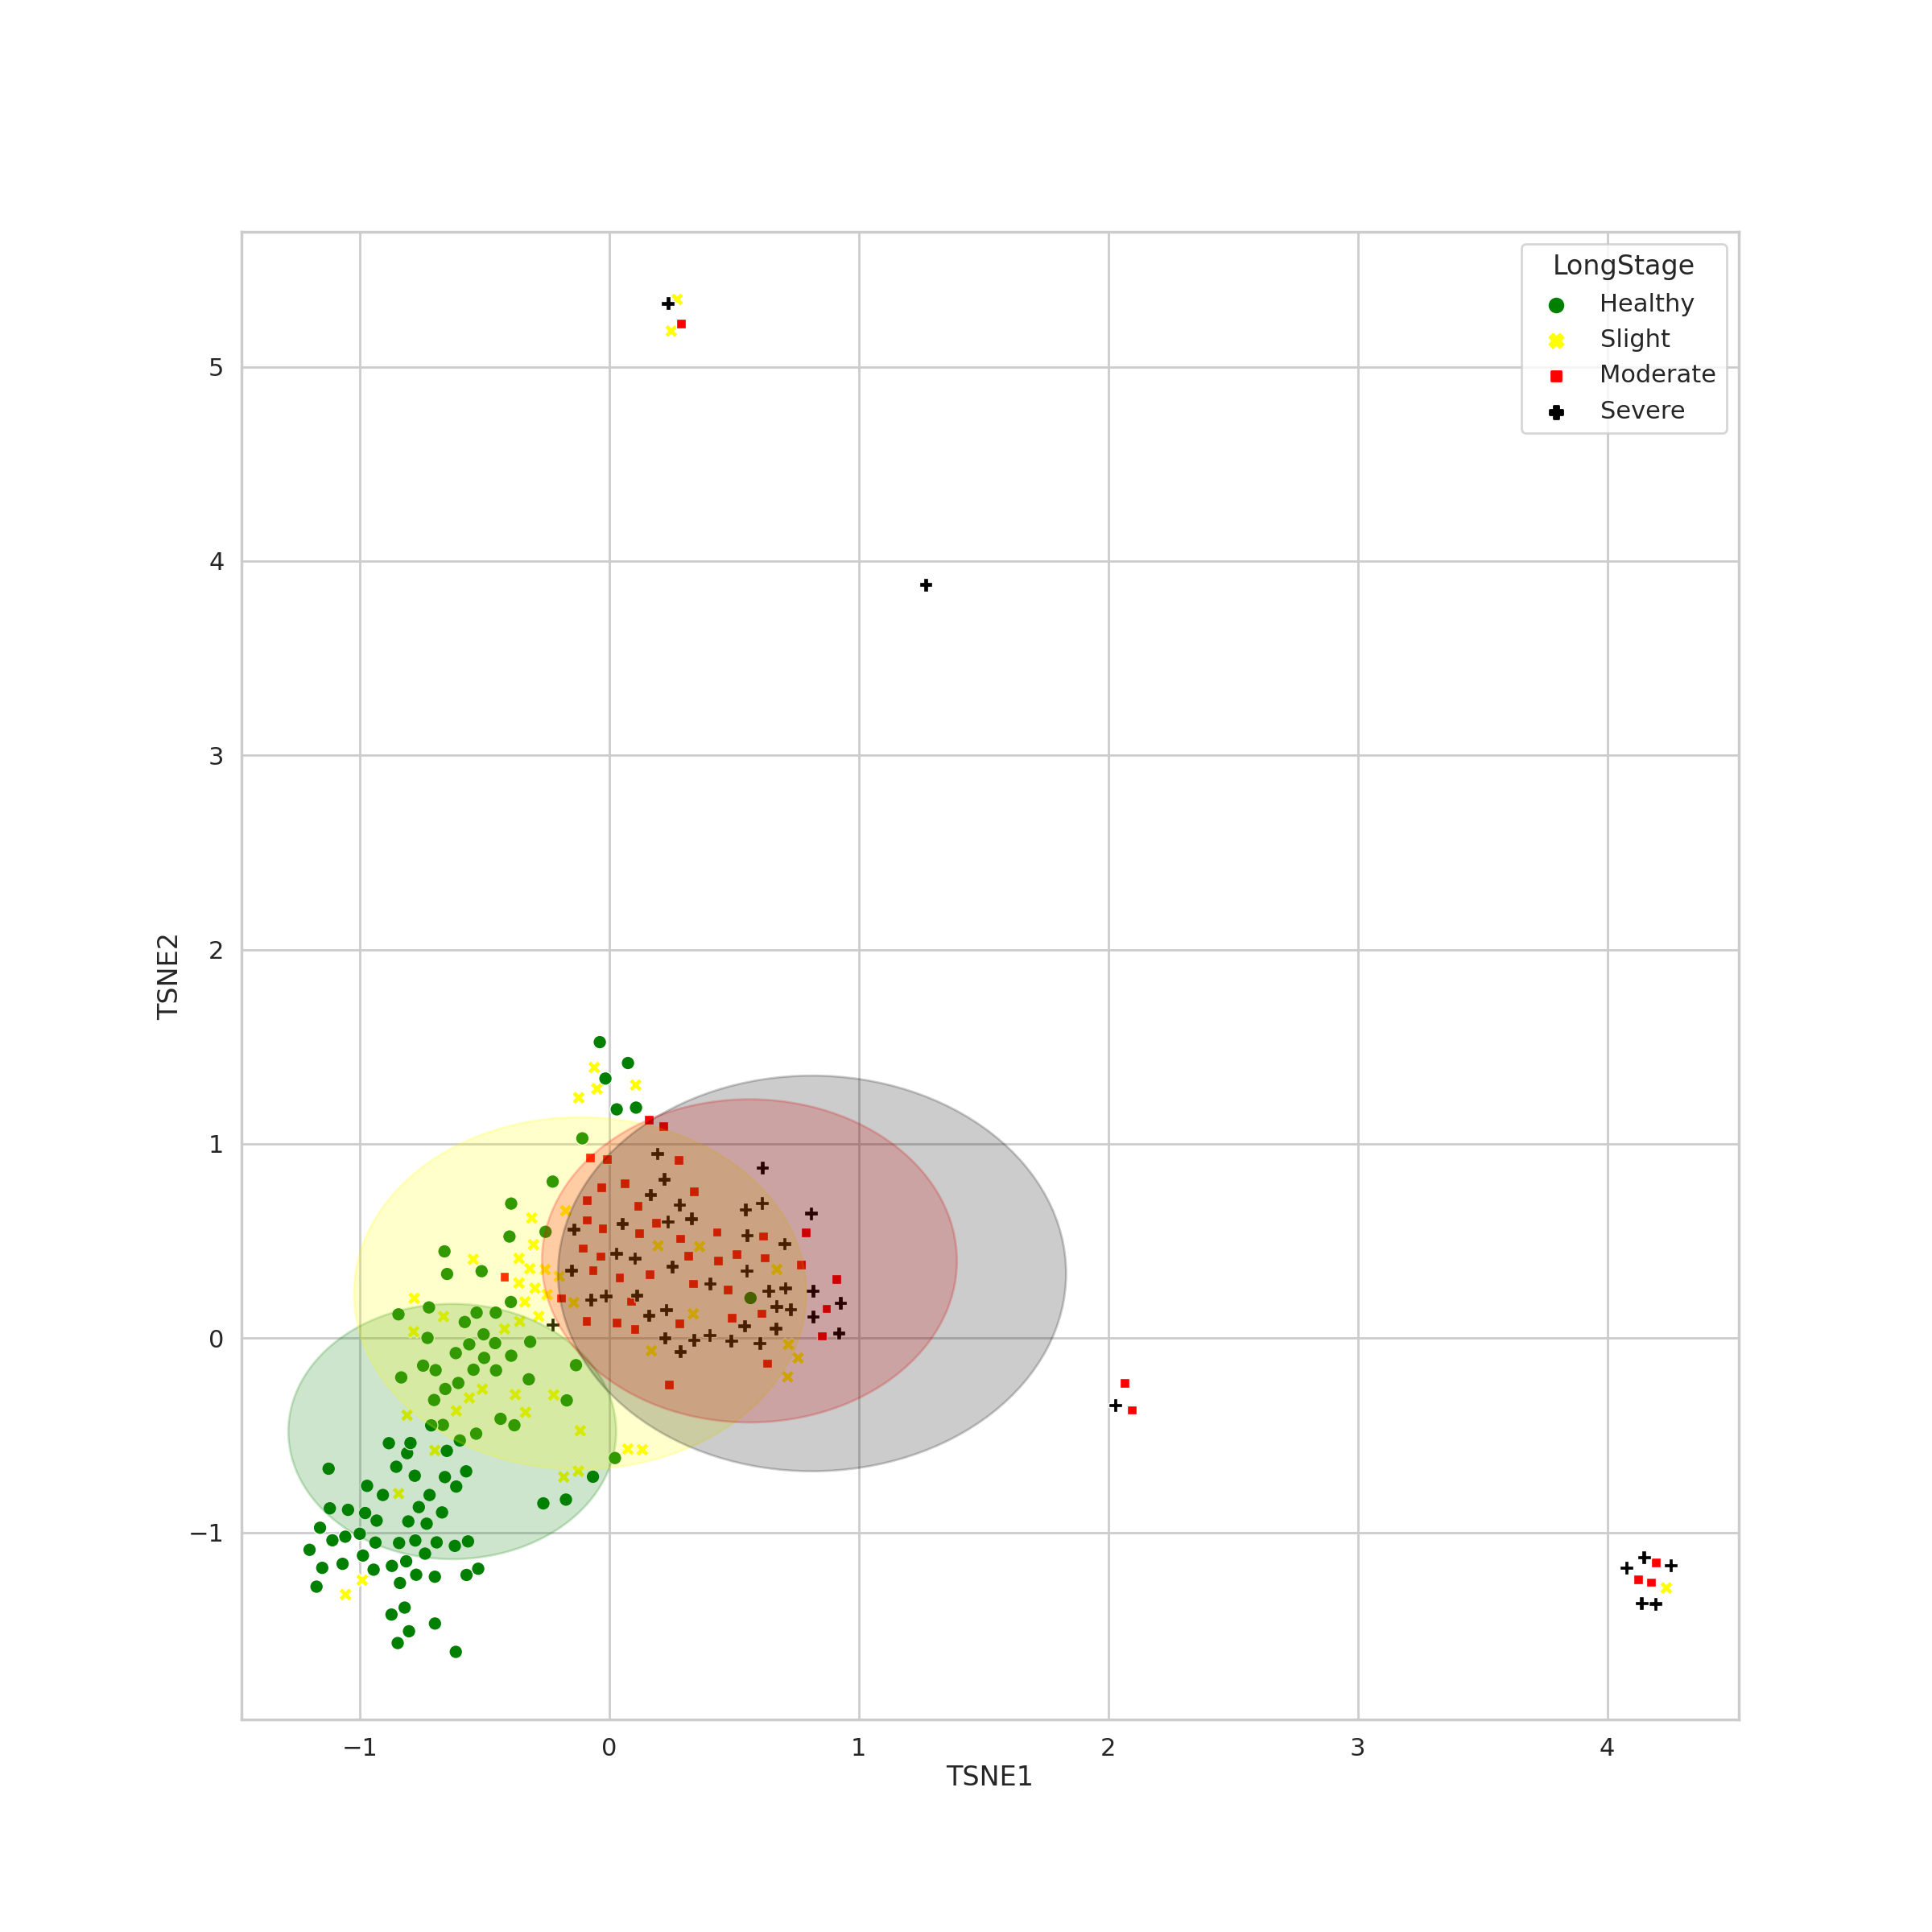 LongStage
Healthy
Slight
Moderate
Severe
5
4
3
2
1
0
−1
TSNE2
−1 0 1 2 3 4
TSNE1